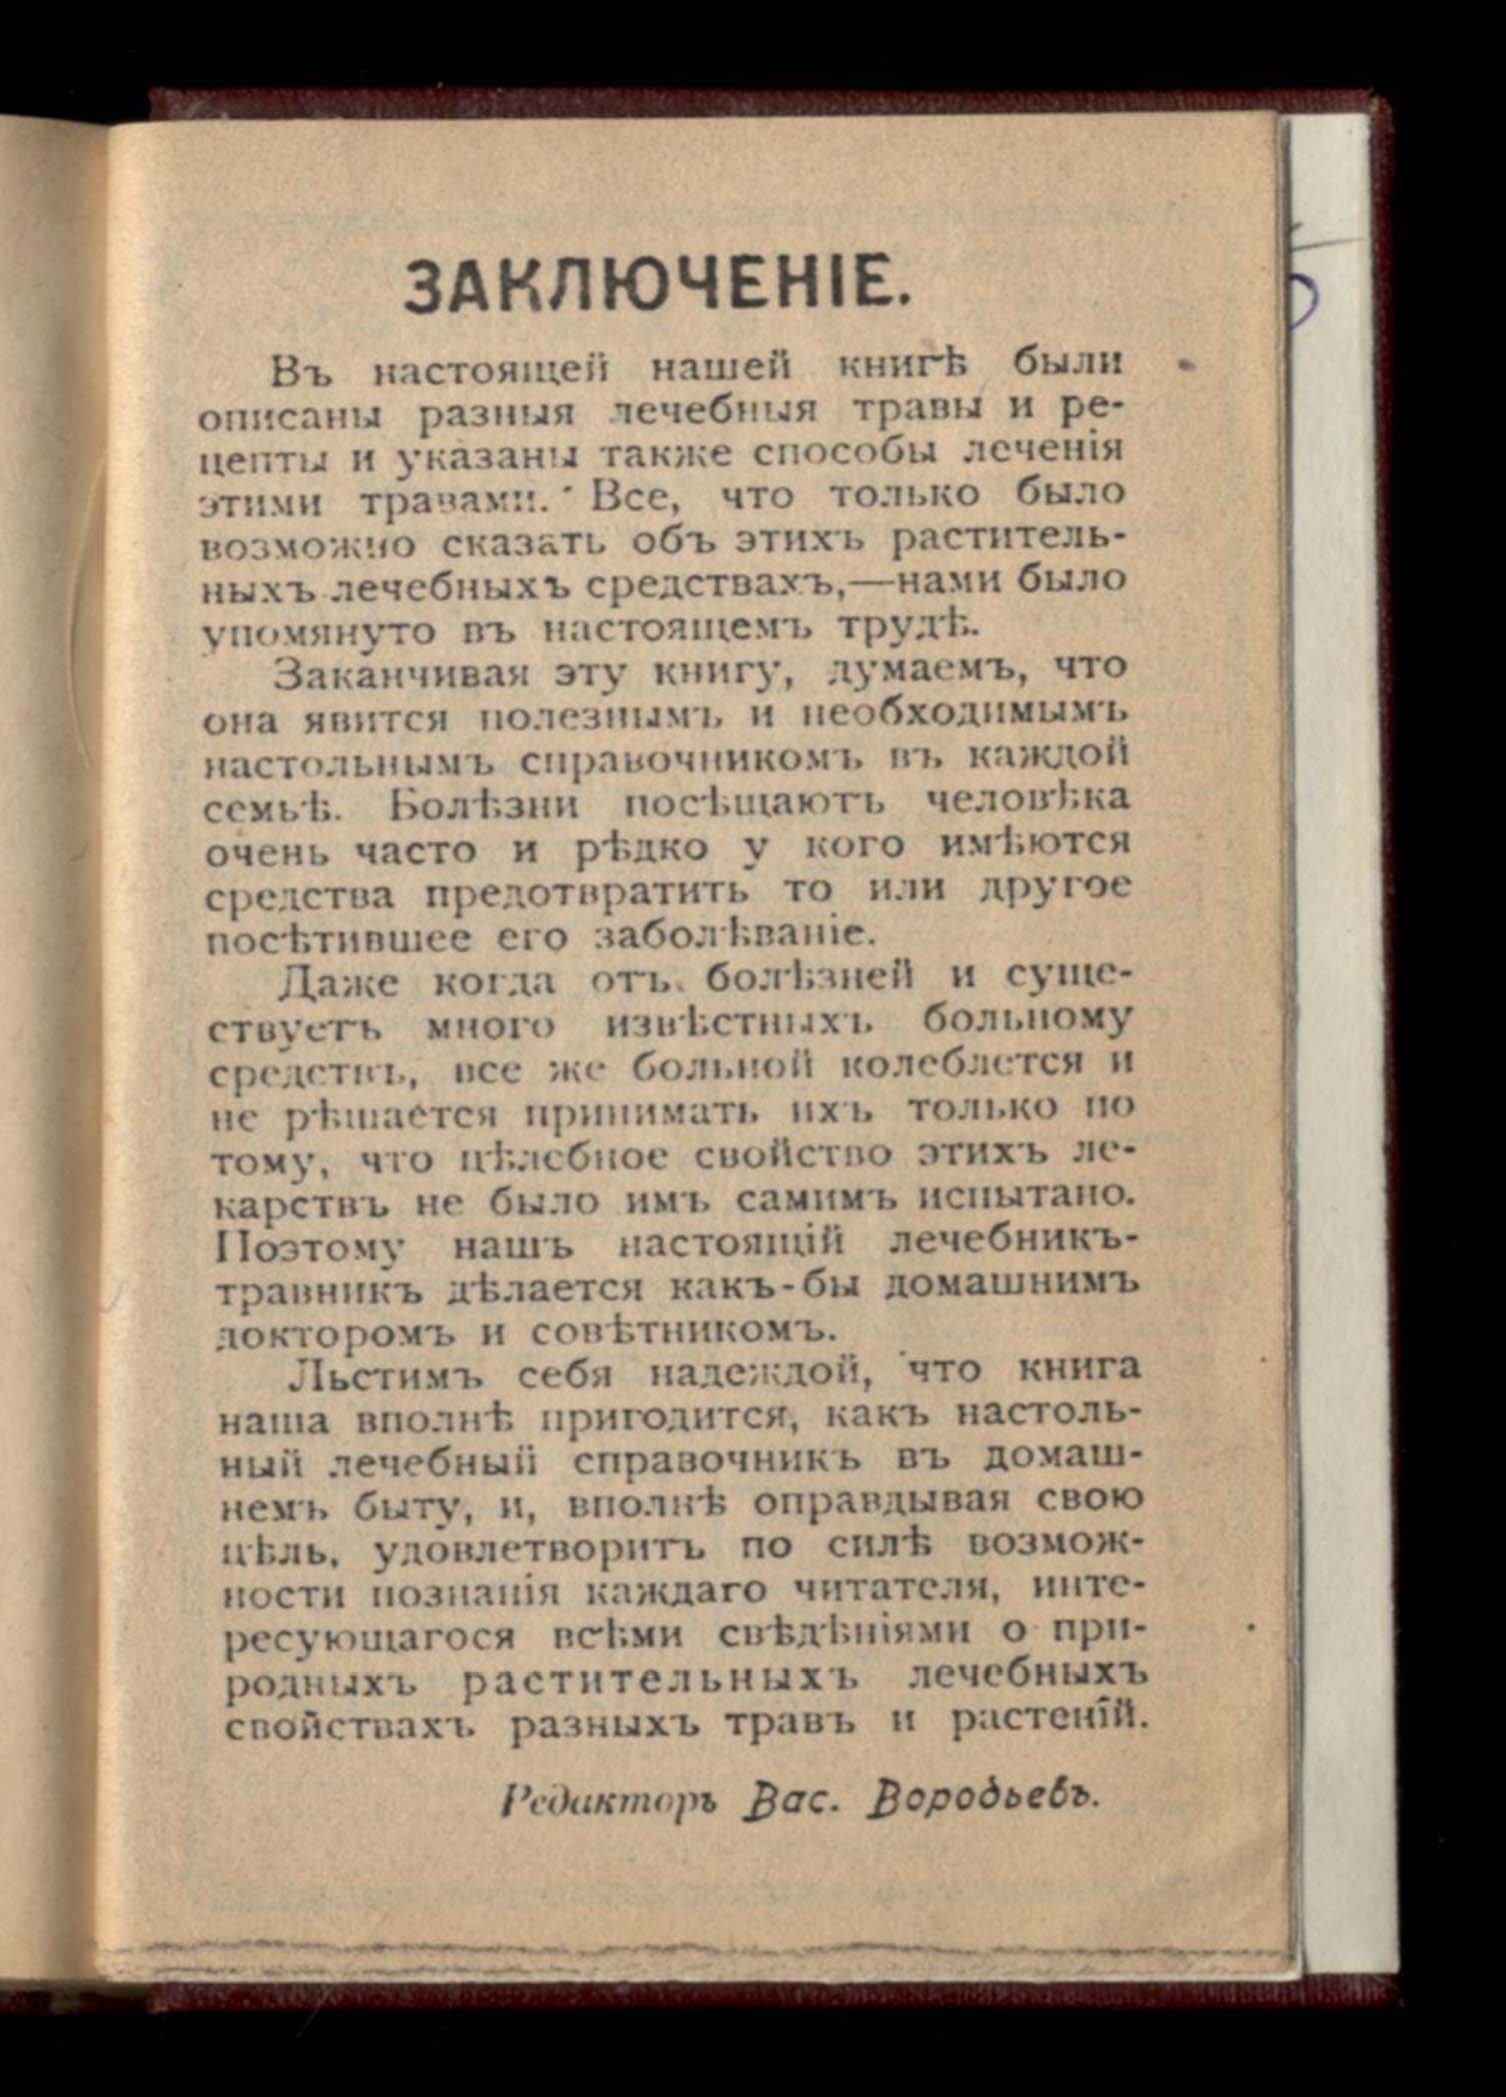 ЗАКЛЮЧЕНІЕ.
Въ настоящей нашей книгѣ были
описаны разныя лечебныя травы и ре-
цепты и указаны также способы леченія
этими травами. Все, что только было
возможно сказать объ этихъ раститель-
ныхъ лечебныхъ средствахъ,—нами было
упомянуто въ настоящемъ трудѣ.
Заканчивая эту книгу, думаемъ, что
она явится полезнымъ и необходимымъ
настольнымъ справочникомъ въ каждой
семьѣ. Болѣзни посѣщаютъ человѣка
очень часто и рѣдко у кого имѣются
средства предотвратить то или другое
посѣтившее его заболѣваніе.
Даже когда отъ болѣзней и суще-
ствуетъ много извѣстныхъ больному
средствъ, все же больной колеблется и
не рѣшается принимать ихъ только по
тому, что цѣлебное свойство этихъ ле-
карствъ не было имъ самимъ испытано.
Поэтому нашъ настоящій лечебникъ-
травникъ дѣлается какъ-бы домашнимъ
докторомъ и совѣтникомъ.
Льстимъ себя надеждой, что книга
наша вполнѣ пригодится, какъ настоль-
ный лечебный справочникъ въ домаш-
немъ быту, и, вполнѣ оправдывая свою
цѣль, удовлетворитъ по силѣ возмож-
ности познанія каждаго читателя, инте-
ресующагося всѣми свѣдѣніями о при-
родныхъ растительныхъ лечебныхъ
свойствахъ разныхъ травъ и растеній.
Редакторъ Вас. Вородьевъ.